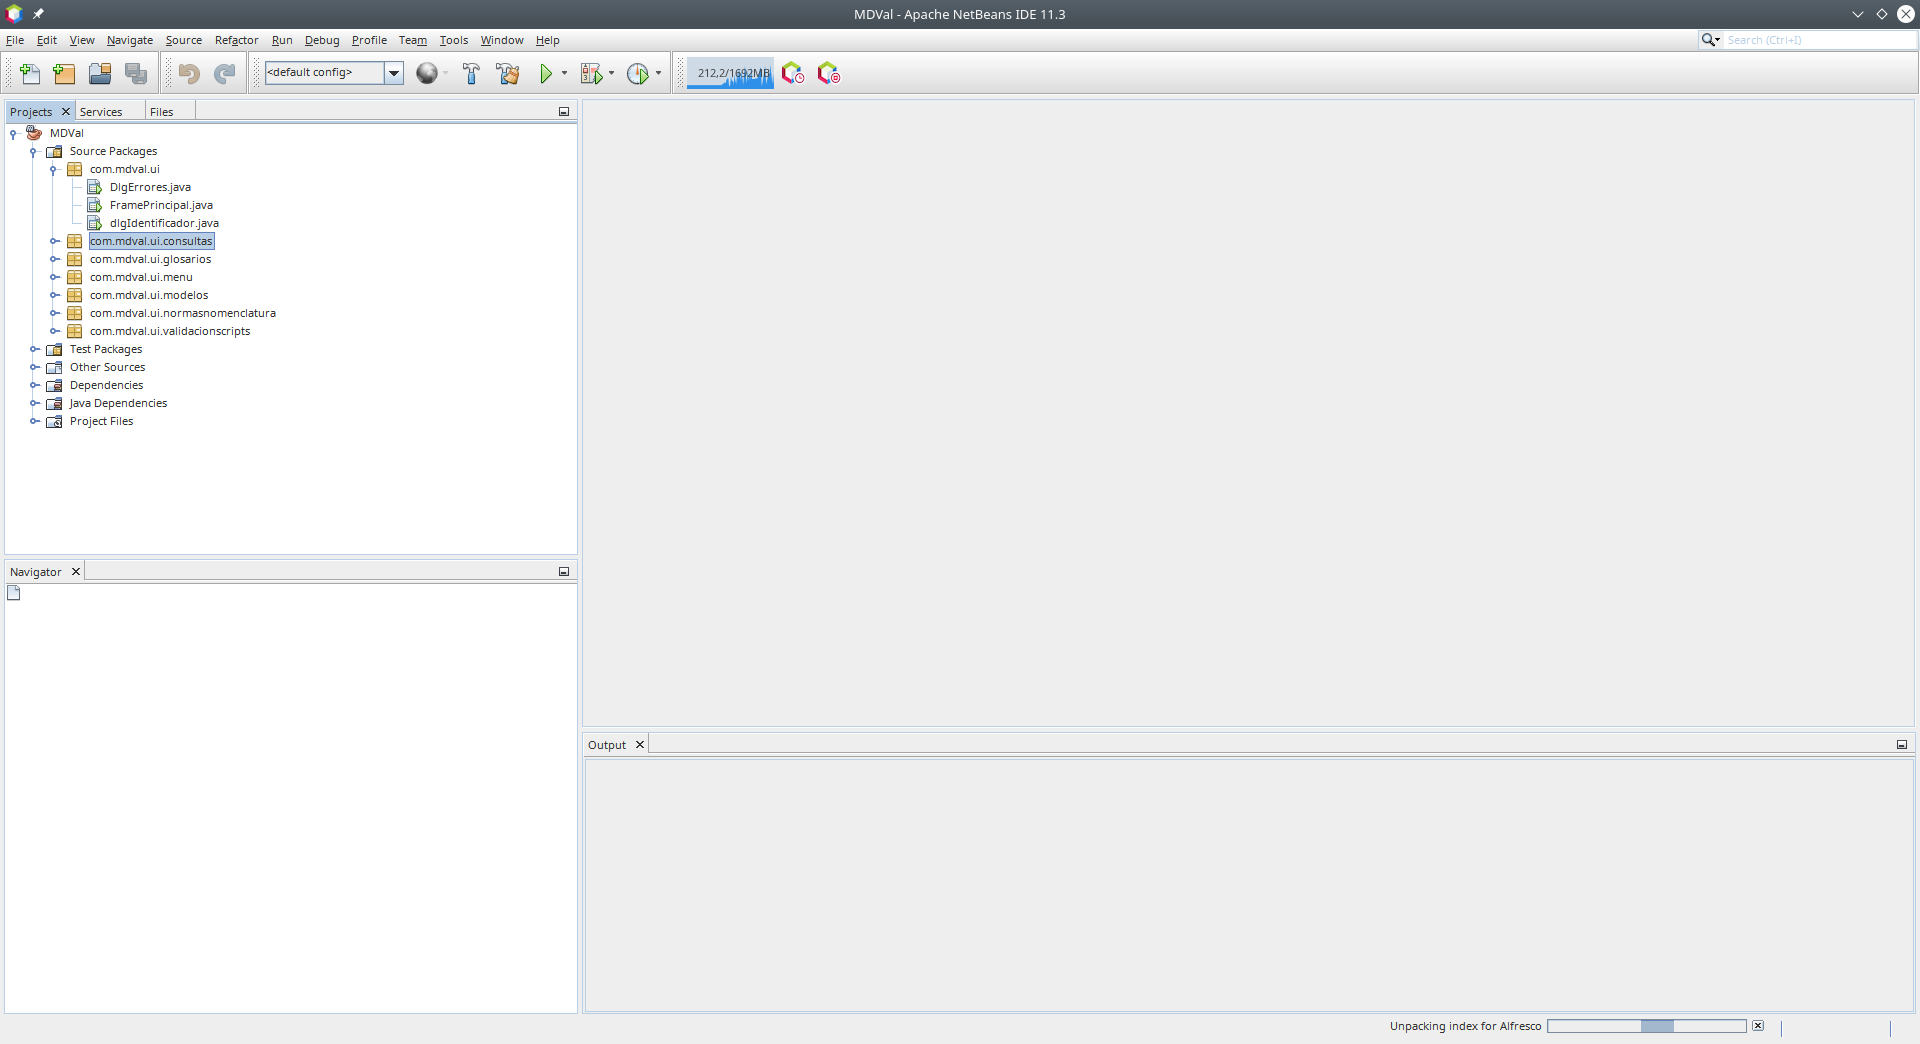 MDVal - Apache NetBeans IDE 11.3
File Edit View Navigate Source Refactor Run Debug Profile Team Tools Window Help
Search (Ctrl+I)
<default config>
212,2/1692MB
Projects Services Files
MDVal
Source Packages
com.mdval.ui
DlgErrores.java
FramePrincipal.java
dlgIdentificador.java
com.mdval.ui.consultas
com.mdval.ui.glosarios
com.mdval.ui.menu
com.mdval.ui.modelos
com.mdval.ui.normasnomenclatura
com.mdval.ui.validacionscripts
Test Packages
Other Sources
Dependencies
Java Dependencies
Project Files
Navigator
Output
Unpacking index for Alfresco